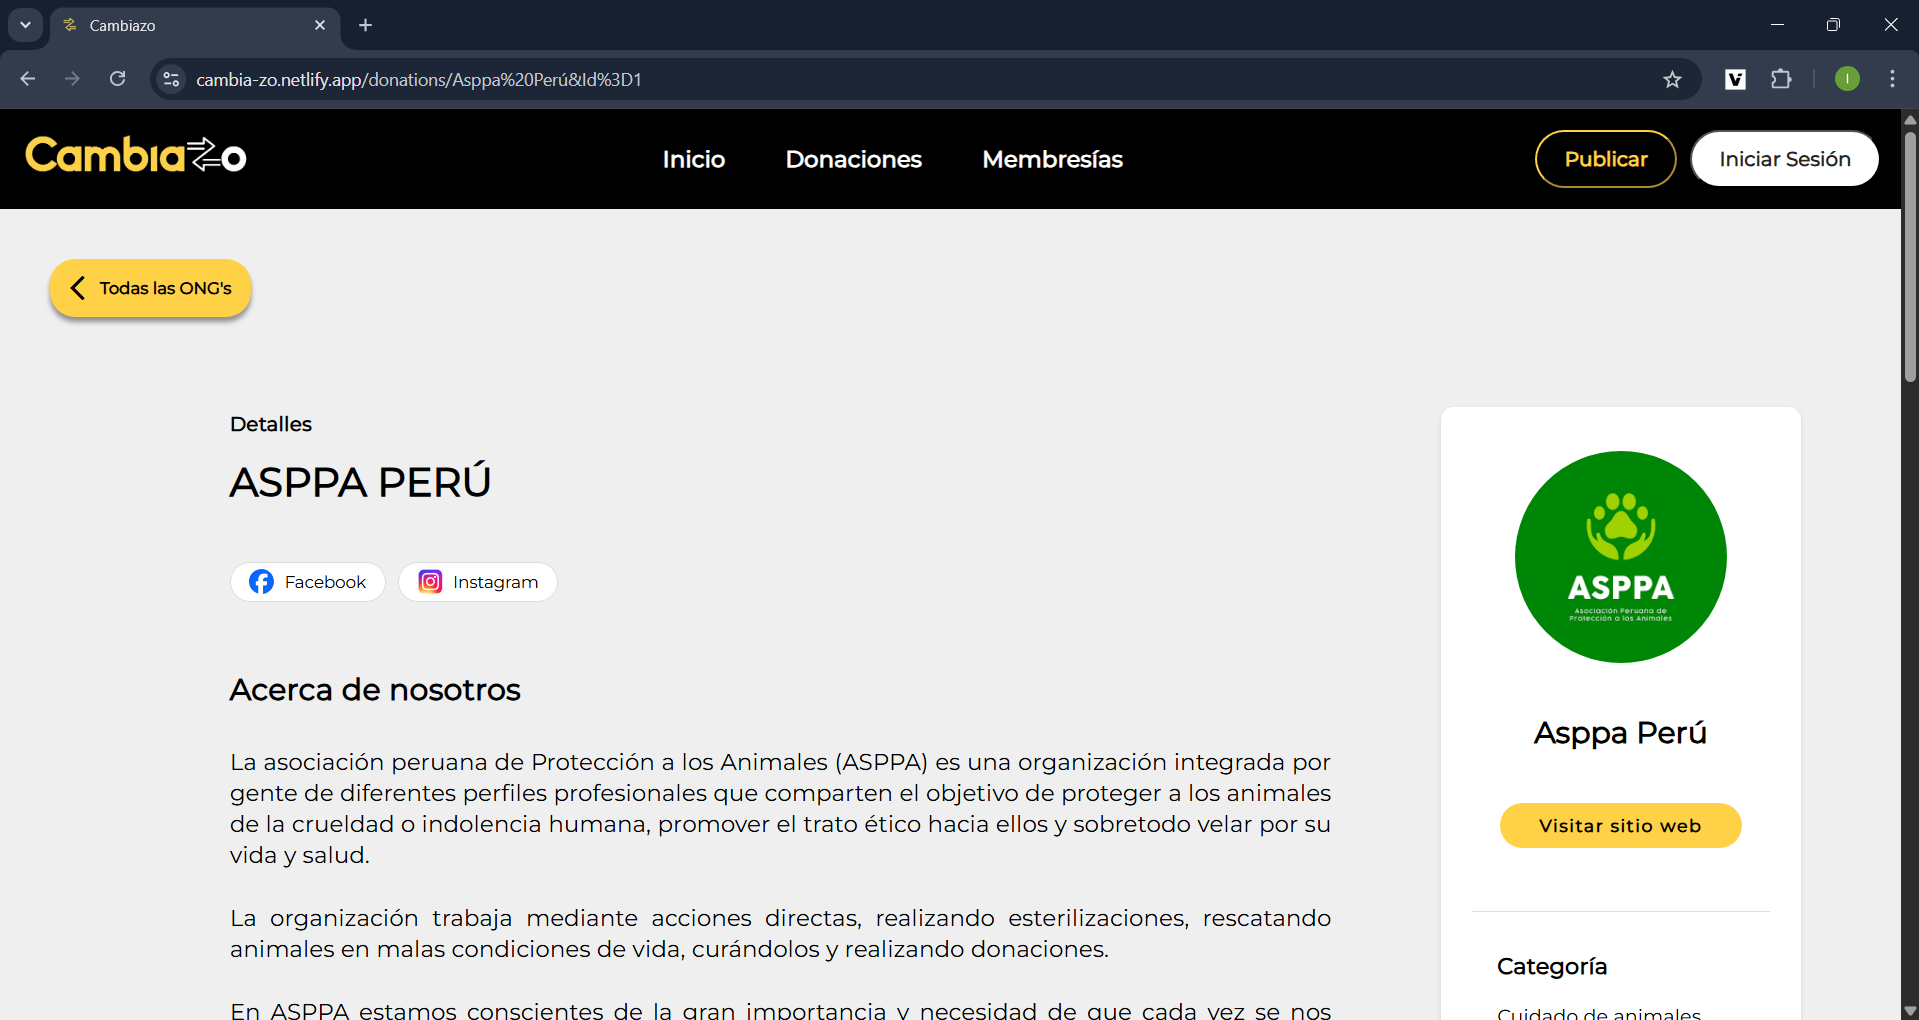 Cambiazo
cambia-zo.netlify.app/donations/Asppa%20Perú&Id%3D1
I
Cambiazo
Inicio
Donaciones
Membresías
Publicar
Iniciar Sesión
Todas las ONG's
Detalles
ASPPA PERÚ
Facebook
Instagram
Acerca de nosotros
La asociación peruana de Protección a los Animales (ASPPA) es una organización integrada por
gente de diferentes perfiles profesionales que comparten el objetivo de proteger a los animales
de la crueldad o indolencia humana, promover el trato ético hacia ellos y sobretodo velar por su
vida y salud.
La organización trabaja mediante acciones directas, realizando esterilizaciones, rescatando
animales en malas condiciones de vida, curándolos y realizando donaciones.
En ASPPA estamos conscientes de la gran importancia y necesidad de que cada vez se nos
ASPPA
Asociación Peruana de
Protección a los Animales
Asppa Perú
Visitar sitio web
Categoría
Cuidado de animales